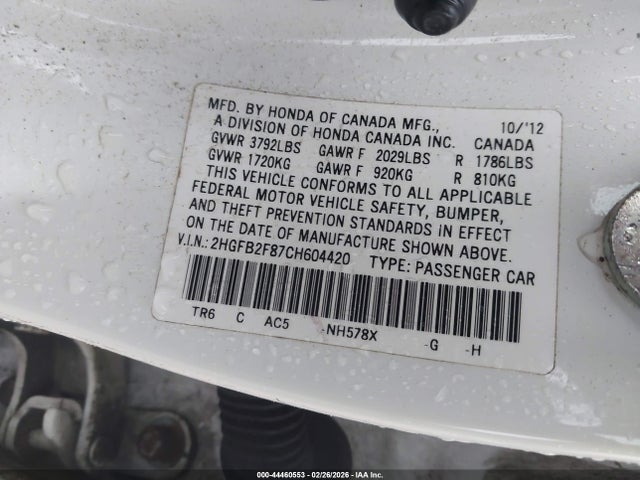 MFD. BY HONDA OF CANADA MFG., 10/'12
A DIVISION OF HONDA CANADA INC. CANADA
GVWR 3792LBS GAWR F 2029LBS R 1786LBS
GVWR 1720KG GAWR F 920KG R 810KG
THIS VEHICLE CONFORMS TO ALL APPLICABLE
FEDERAL MOTOR VEHICLE SAFETY, BUMPER,
AND THEFT PREVENTION STANDARDS IN EFFECT
ON THE DATE OF MANUFACTURE SHOWN ABOVE.
V.I.N.: 2HGFB2F87CH604420 TYPE: PASSENGER CAR
TR6 C AC5 -NH578X -G -H
000-44460553 - 02/26/2026 - IAA Inc.